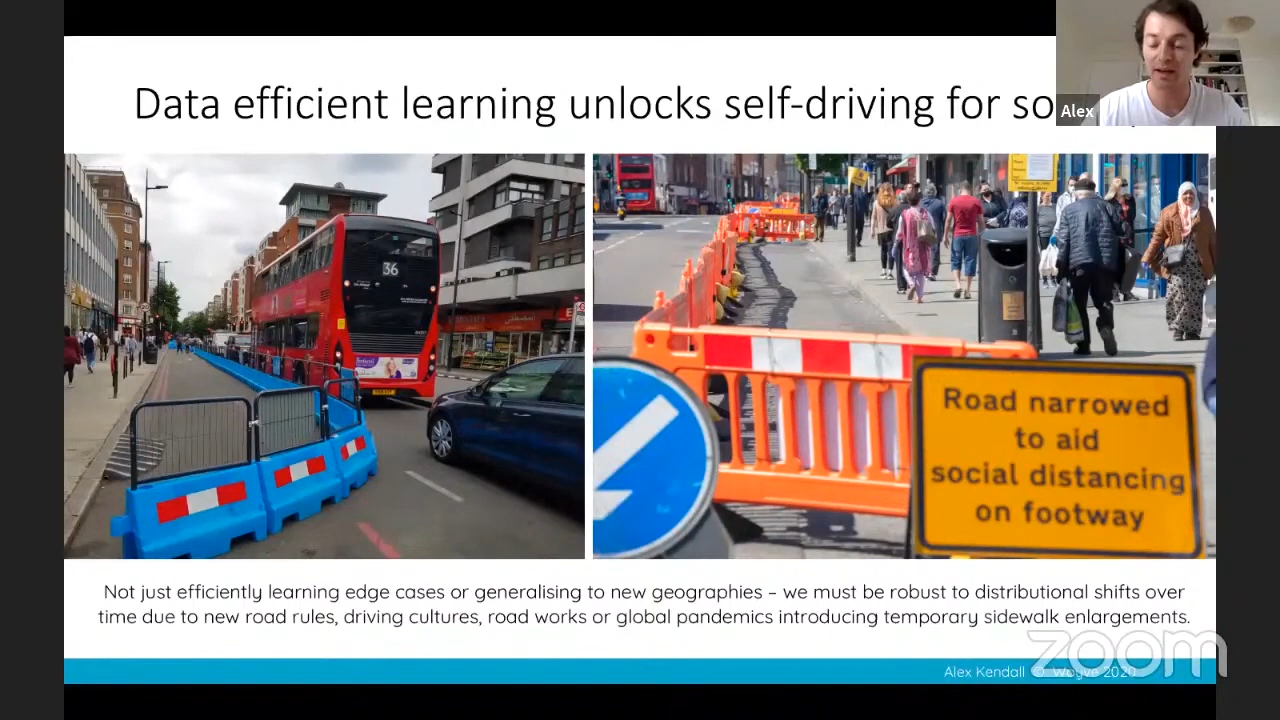 Data efficient learning unlocks self-driving for
Alex
36
Road narrowed
to aid
social distancing
on footway
Not just efficiently learning edge cases or generalising to new geographies – we must be robust to distributional shifts over
time due to new road rules, driving cultures, road works or global pandemics introducing temporary sidewalk enlargements.
Alex Kendall © Wayve 2020
zoom